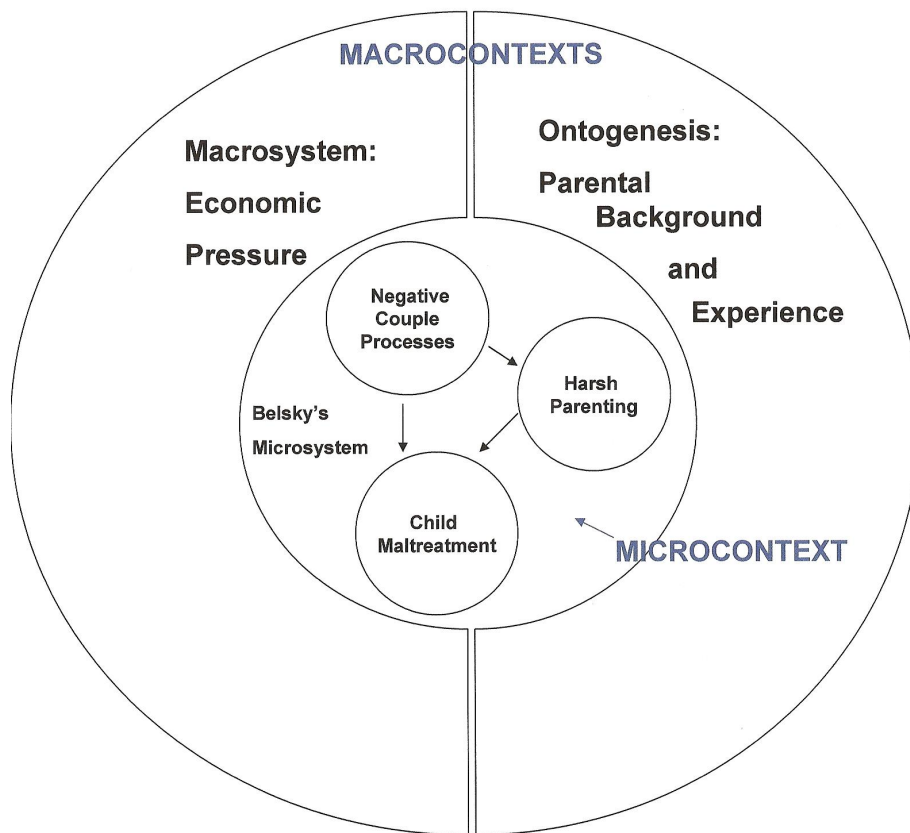 MACROCONTEXTS
Macrosystem:
Economic
Pressure
Ontogenesis:
Parental
Background
and
Experience
Negative
Couple
Processes
Harsh
Parenting
Belsky's
Microsystem
Child
Maltreatment
MICROCONTEXT